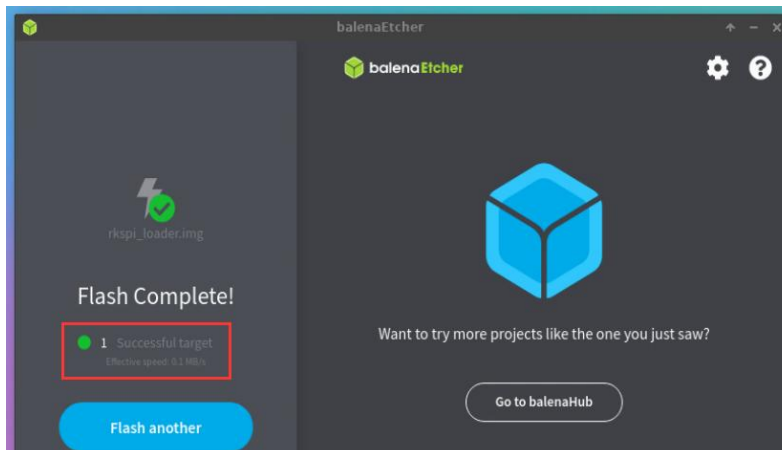 balenaEtcher
balenaEtcher
rkspi_loader.img
Flash Complete!
1 Successful target
Effective speed: 0.1 MB/s
Flash another
Want to try more projects like the one you just saw?
Go to balenaHub